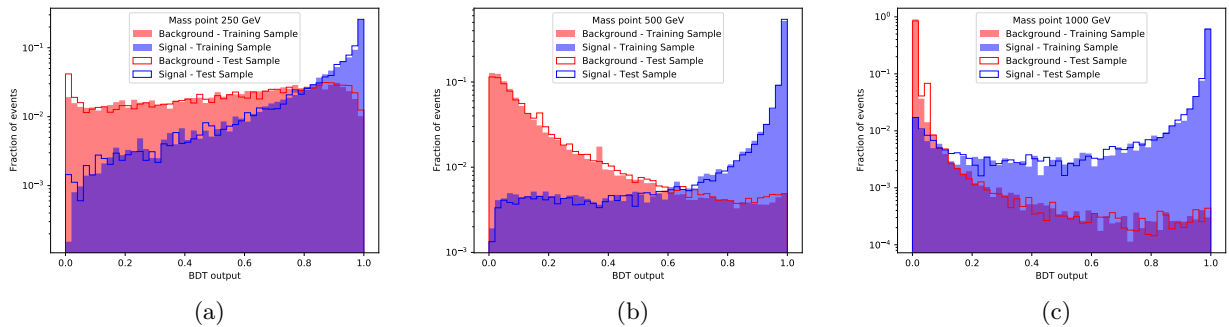 Mass point 250 GeV
Background - Training Sample
Signal - Training Sample
Background - Test Sample
Signal - Test Sample
Fraction of events
10⁻¹
10⁻²
10⁻³
0.0 0.2 0.4 0.6 0.8 1.0
BDT output
(a)
Mass point 500 GeV
Background - Training Sample
Signal - Training Sample
Background - Test Sample
Signal - Test Sample
Fraction of events
10⁻¹
10⁻²
10⁻³
0.0 0.2 0.4 0.6 0.8 1.0
BDT output
(b)
Mass point 1000 GeV
Background - Training Sample
Signal - Training Sample
Background - Test Sample
Signal - Test Sample
Fraction of events
10⁰
10⁻¹
10⁻²
10⁻³
10⁻⁴
0.0 0.2 0.4 0.6 0.8 1.0
BDT output
(c)